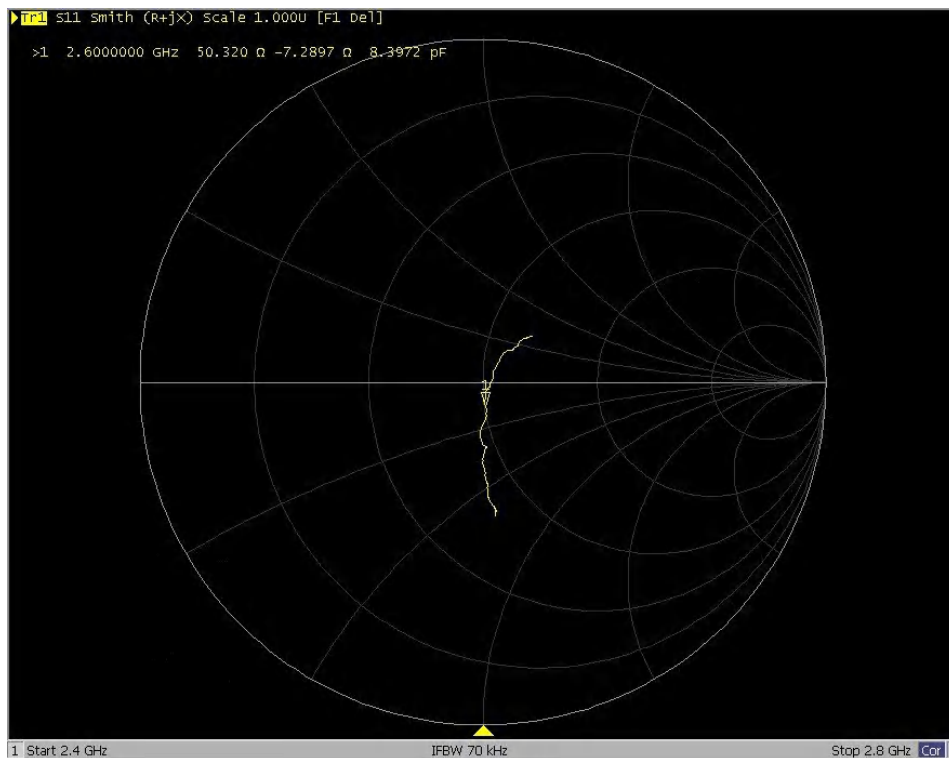 Tr1 S11 Smith (R+jX) Scale 1.000U [F1 Del]
>1 2.6000000 GHz 50.320 Ω -7.2897 Ω 8.3972 pF
1
1 Start 2.4 GHz IFBW 70 kHz Stop 2.8 GHz Cor